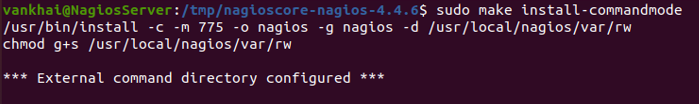 vankhai@NagiosServer:/tmp/nagioscore-nagios-4.4.6$ sudo make install-commandmode
/usr/bin/install -c -m 775 -o nagios -g nagios -d /usr/local/nagios/var/rw
chmod g+s /usr/local/nagios/var/rw
*** External command directory configured ***